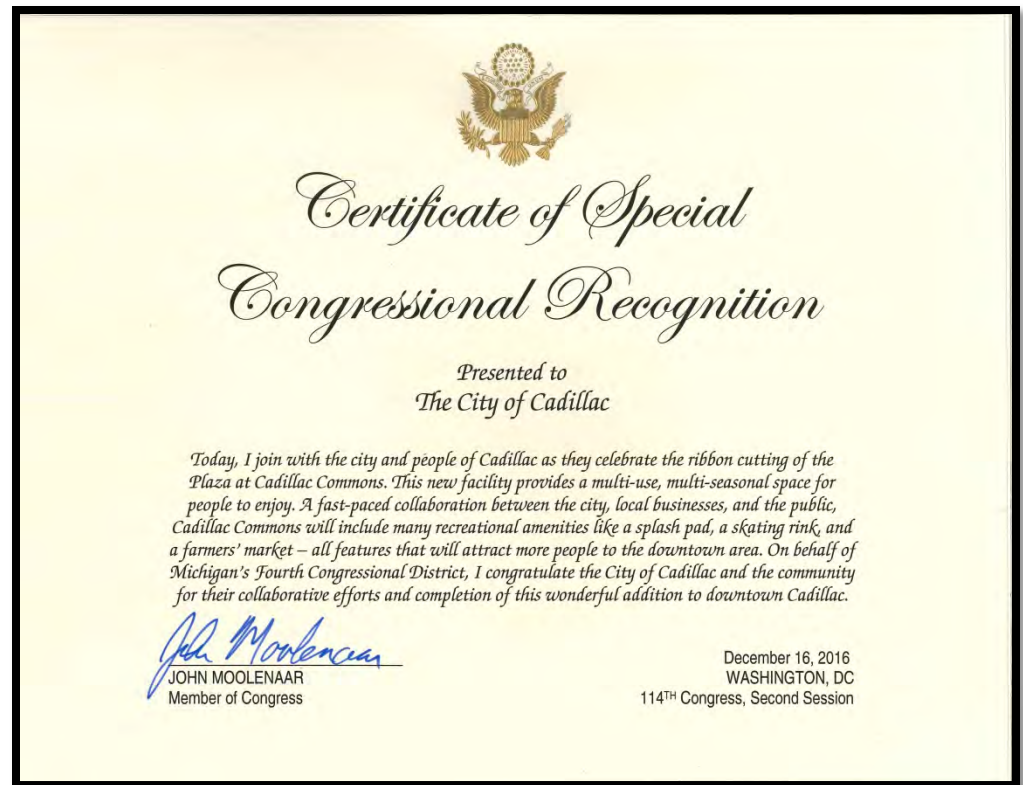 Certificate of Special
Congressional Recognition
Presented to
The City of Cadillac
Today, I join with the city and people of Cadillac as they celebrate the ribbon cutting of the
Plaza at Cadillac Commons. This new facility provides a multi-use, multi-seasonal space for
people to enjoy. A fast-paced collaboration between the city, local businesses, and the public,
Cadillac Commons will include many recreational amenities like a splash pad, a skating rink, and
a farmers' market – all features that will attract more people to the downtown area. On behalf of
Michigan's Fourth Congressional District, I congratulate the City of Cadillac and the community
for their collaborative efforts and completion of this wonderful addition to downtown Cadillac.
John Moolenaar
JOHN MOOLENAAR
Member of Congress
December 16, 2016
WASHINGTON, DC
114TH Congress, Second Session